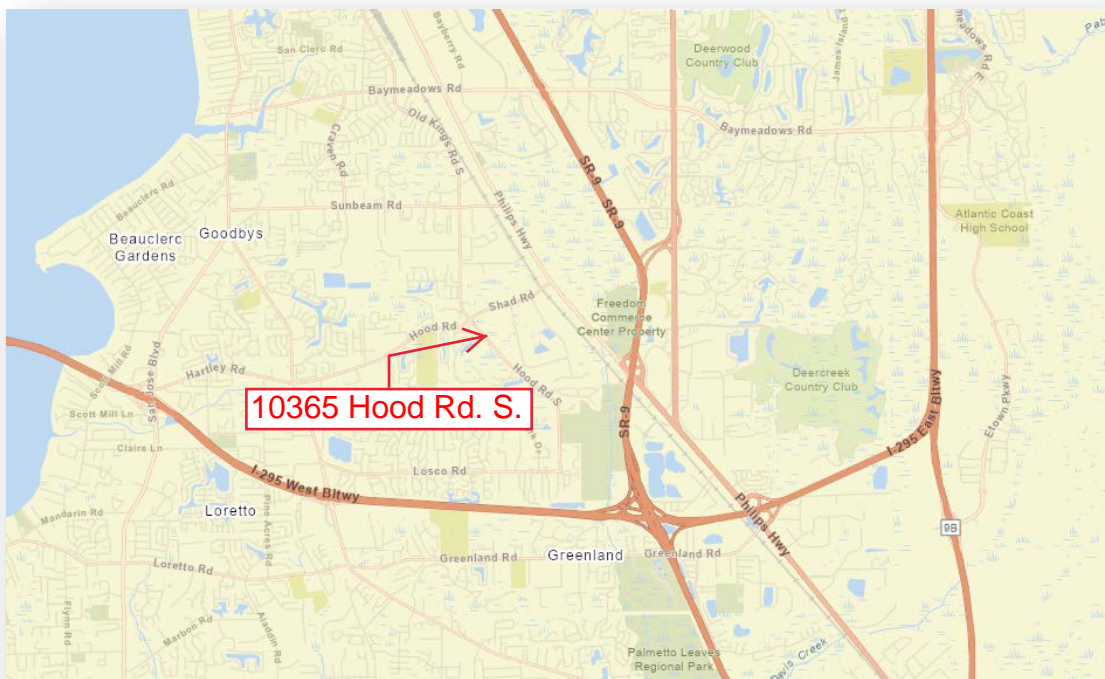 San Clerc Rd
Bayberry Rd
Deerwood
Country Club
James Island
Baymeadows Rd
Old Kings Rd S
Craven Rd
Baymeadows Rd
SR-9
SR-9
Beauclerc Rd
Sunbeam Rd
Philips Hwy
Atlantic Coast
High School
Beauclerc
Gardens
Goodbys
Shad Rd
Freedom
Commerce
Center Property
Hood Rd
Scott Mill Rd
San Jose Blvd
Hartley Rd
Hood Rd S
Deercreek
Country Club
10365 Hood Rd. S.
SR-9
I-295 East Bltwy
Etown Pkwy
Scott Mill Ln
Claire Ln
Losco Rd
I-295 West Bltwy
Philips Hwy
Mandarin Rd
Loretto
Pine Acres Rd
9B
Greenland Rd
Greenland
Greenland Rd
Loretto Rd
Flynn Rd
Marbon Rd
Aladdin Rd
Palmetto Leaves
Regional Park
Davis Creek